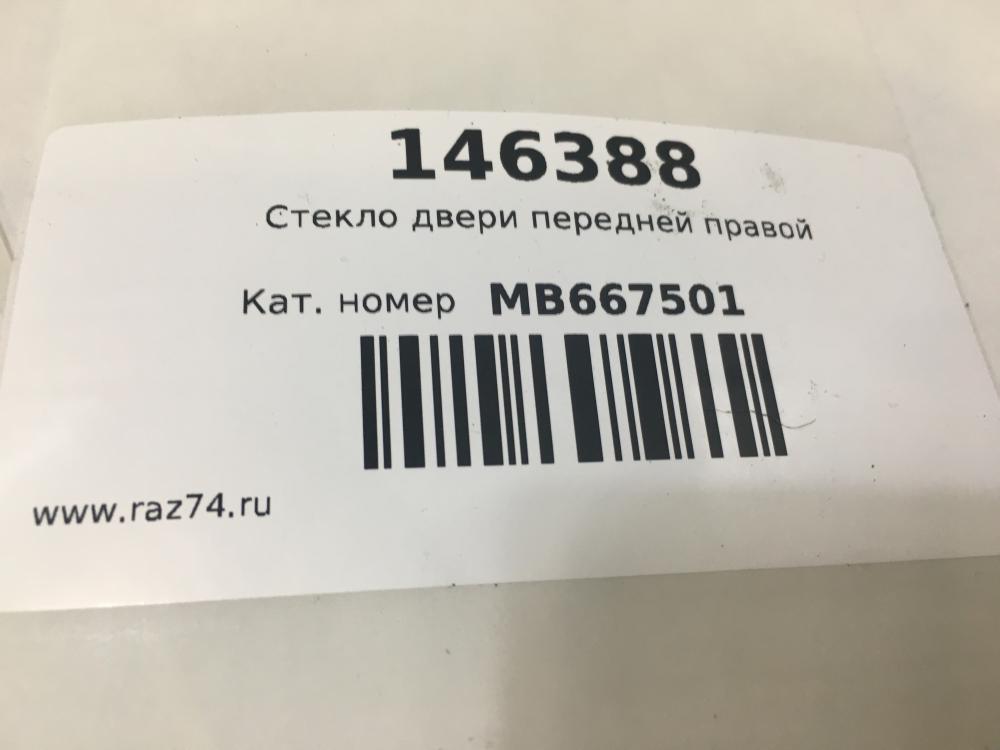 146388
Стекло двери передней правой
Кат. номер MB667501
www.raz74.ru